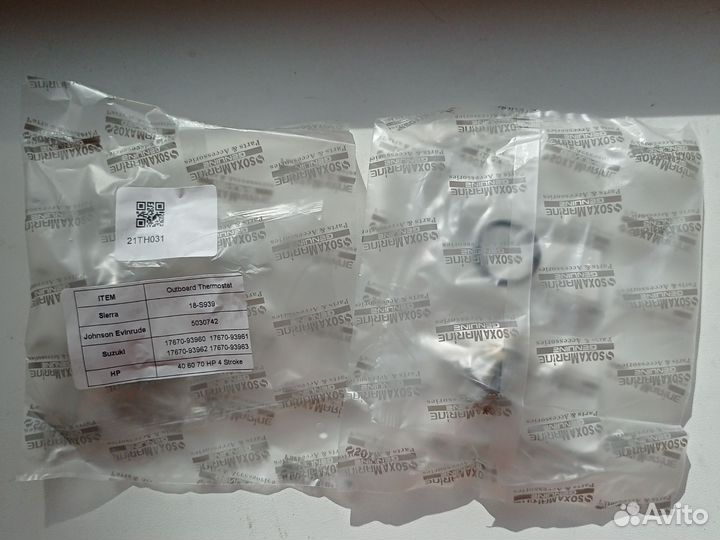 SOXAMARINE
GENUINE
Parts & Accessories
21TH031
ITEM Outboard Thermostat
Sierra 18-S939
Johnson Evinrude 5030742
Suzuki 17670-93960 17670-93961
17670-93962 17670-93963
HP 40 60 70 HP 4 Stroke
Avito